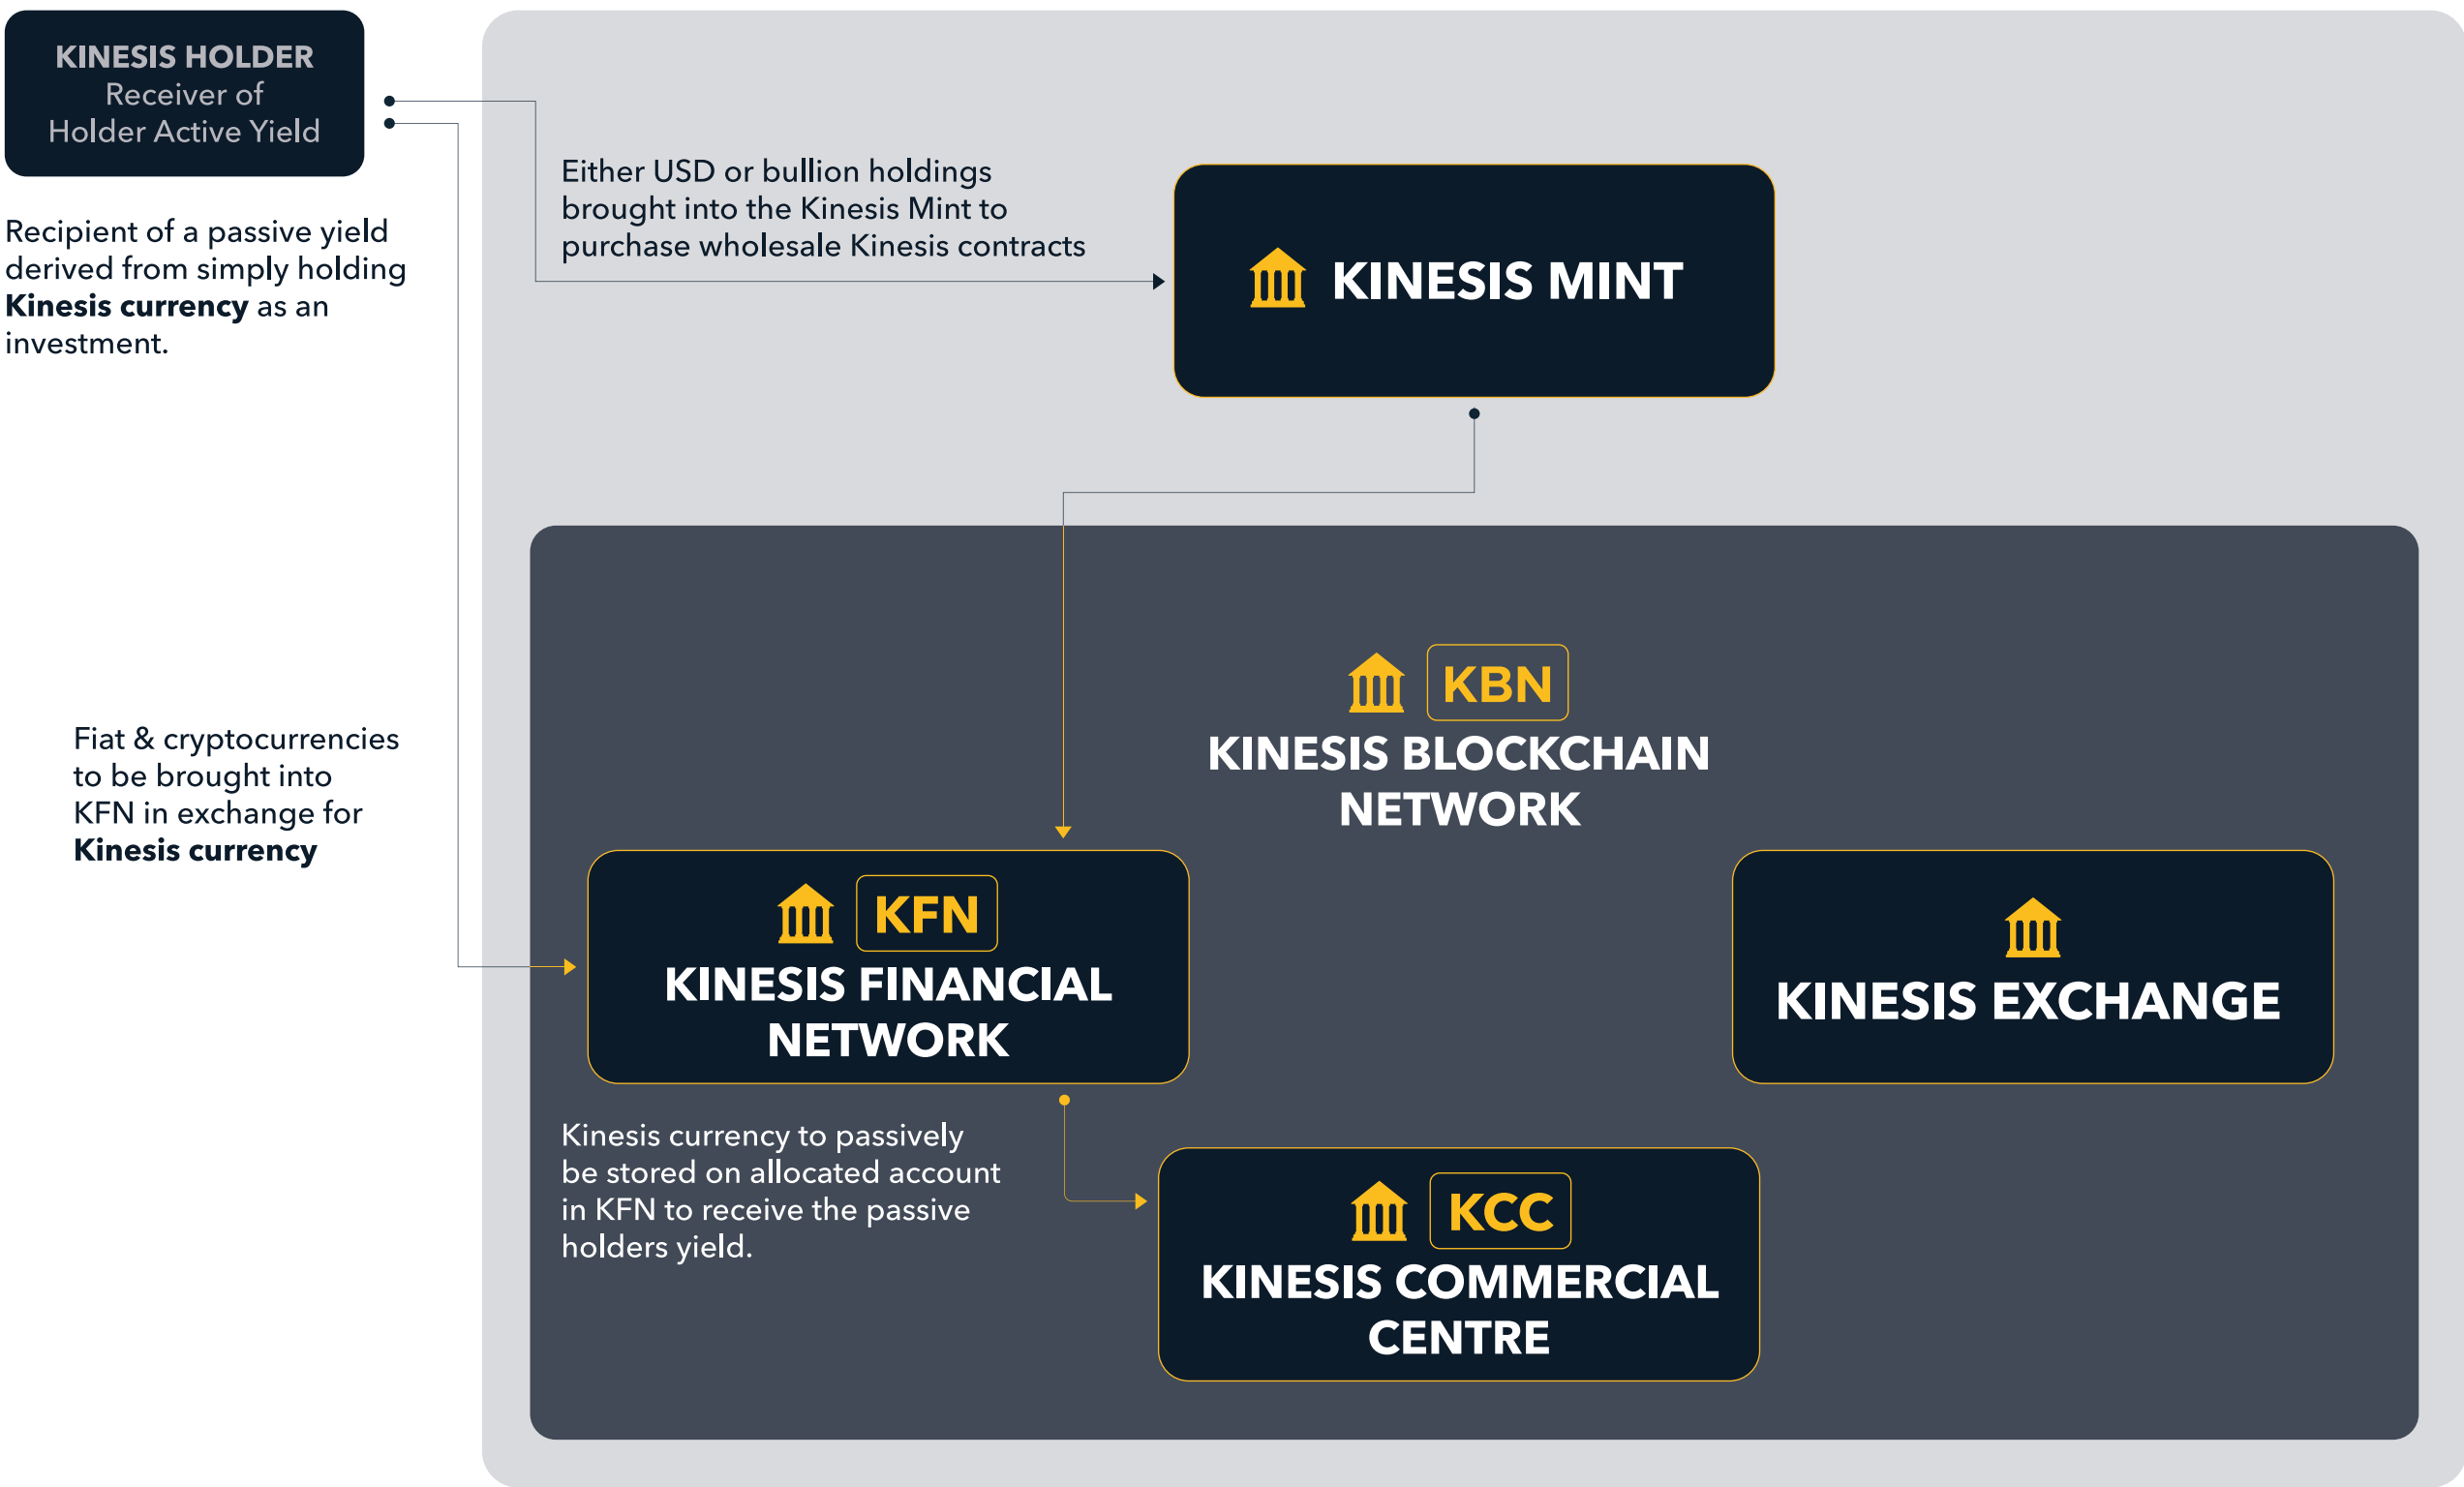 KINESIS HOLDER
Receiver of
Holder Active Yield
Recipient of a passive yield
derived from simply holding
Kinesis currency as an
investment.
Either USD or bullion holdings
brought into the Kinesis Mint to
purchase wholesale Kinesis contracts
KINESIS MINT
Fiat & cryptocurrencies
to be brought into
KFN in exchange for
Kinesis currency
KBN
KINESIS BLOCKCHAIN
NETWORK
KFN
KINESIS FINANCIAL
NETWORK
KINESIS EXCHANGE
Kinesis currency to passively
be stored on allocated account
in KFN to receive the passive
holders yield.
KCC
KINESIS COMMERCIAL
CENTRE